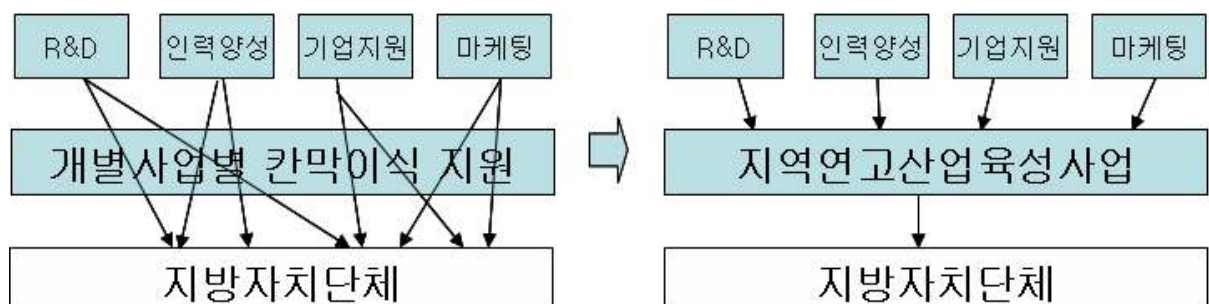 R&D 인력양성 기업지원 마케팅
개별사업별 칸막이식 지원
지방자치단체
R&D 인력양성 기업지원 마케팅
지역연고산업육성사업
지방자치단체